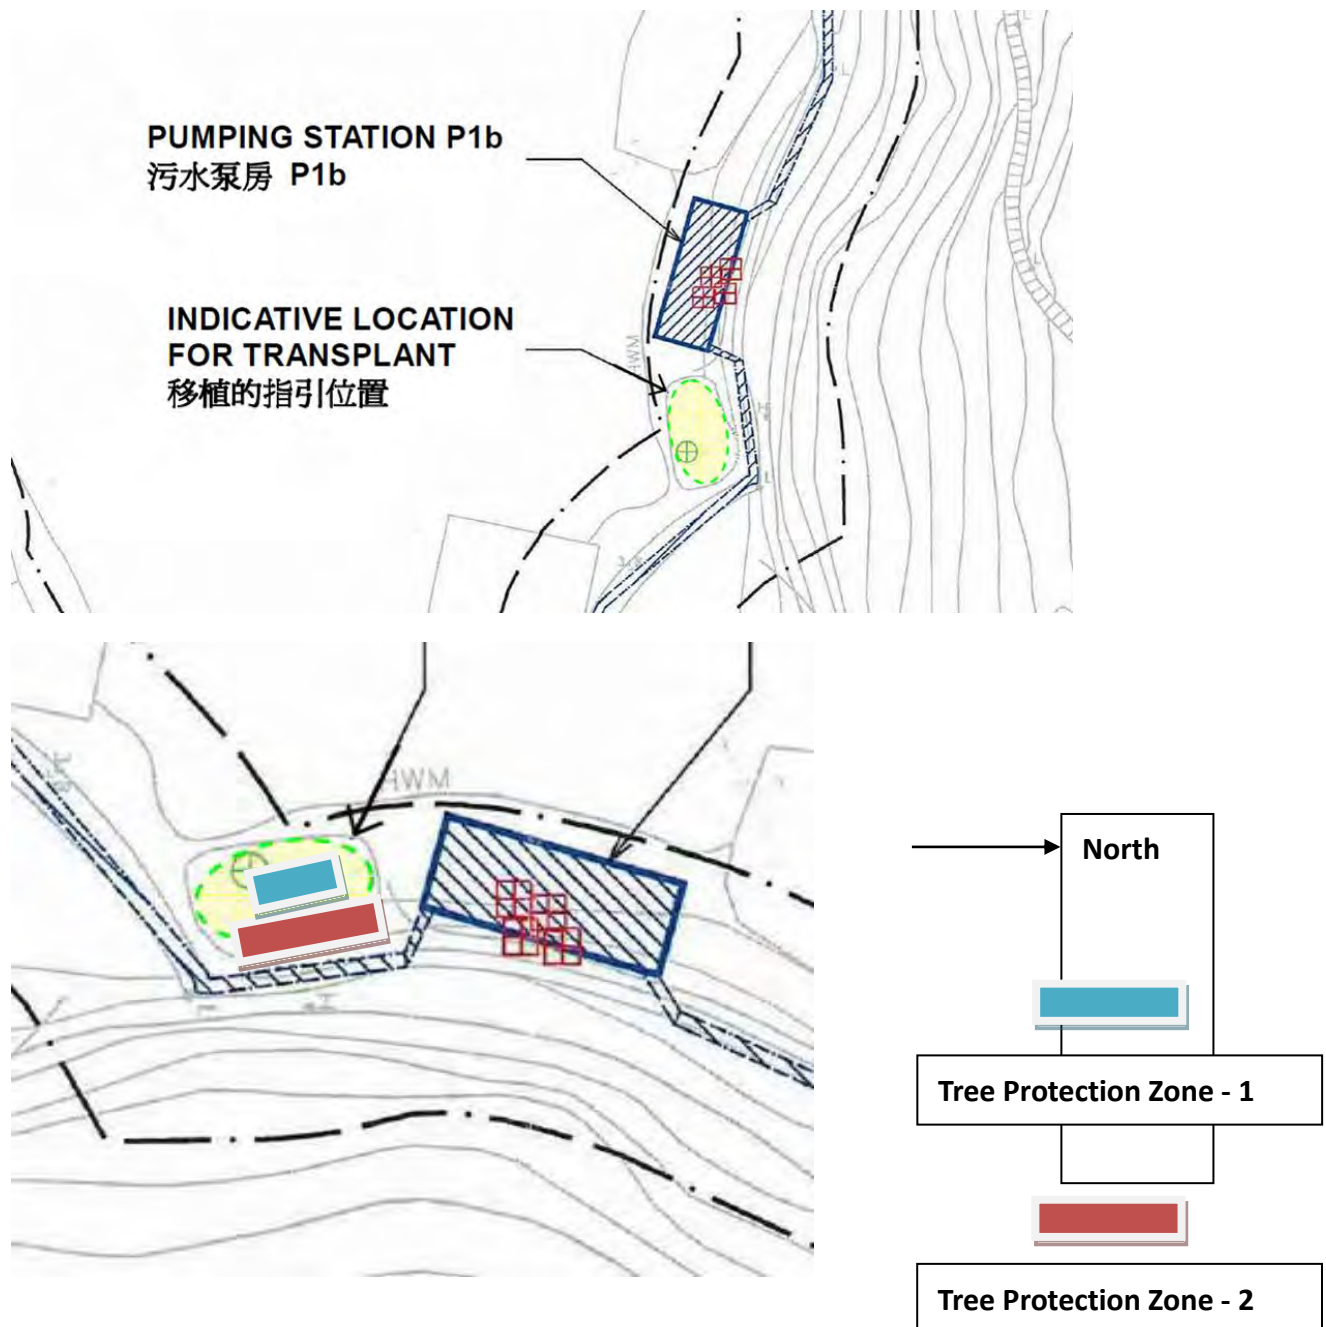 PUMPING STATION P1b
污水泵房 P1b
INDICATIVE LOCATION
FOR TRANSPLANT
移植的指引位置
HWM
HWM
North
Tree Protection Zone - 1
Tree Protection Zone - 2